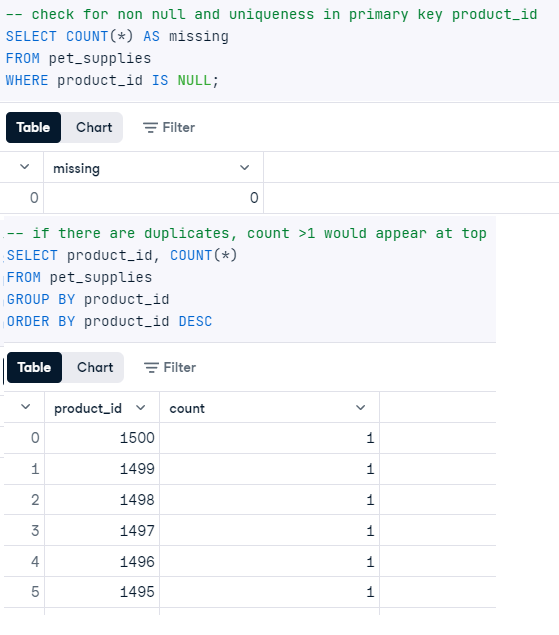 -- check for non null and uniqueness in primary key product_id
SELECT COUNT(*) AS missing
FROM pet_supplies
WHERE product_id IS NULL;
Table Chart Filter
missing
0 0
-- if there are duplicates, count >1 would appear at top
SELECT product_id, COUNT(*)
FROM pet_supplies
GROUP BY product_id
ORDER BY product_id DESC
Table Chart Filter
product_id count
0 1500 1
1 1499 1
2 1498 1
3 1497 1
4 1496 1
5 1495 1